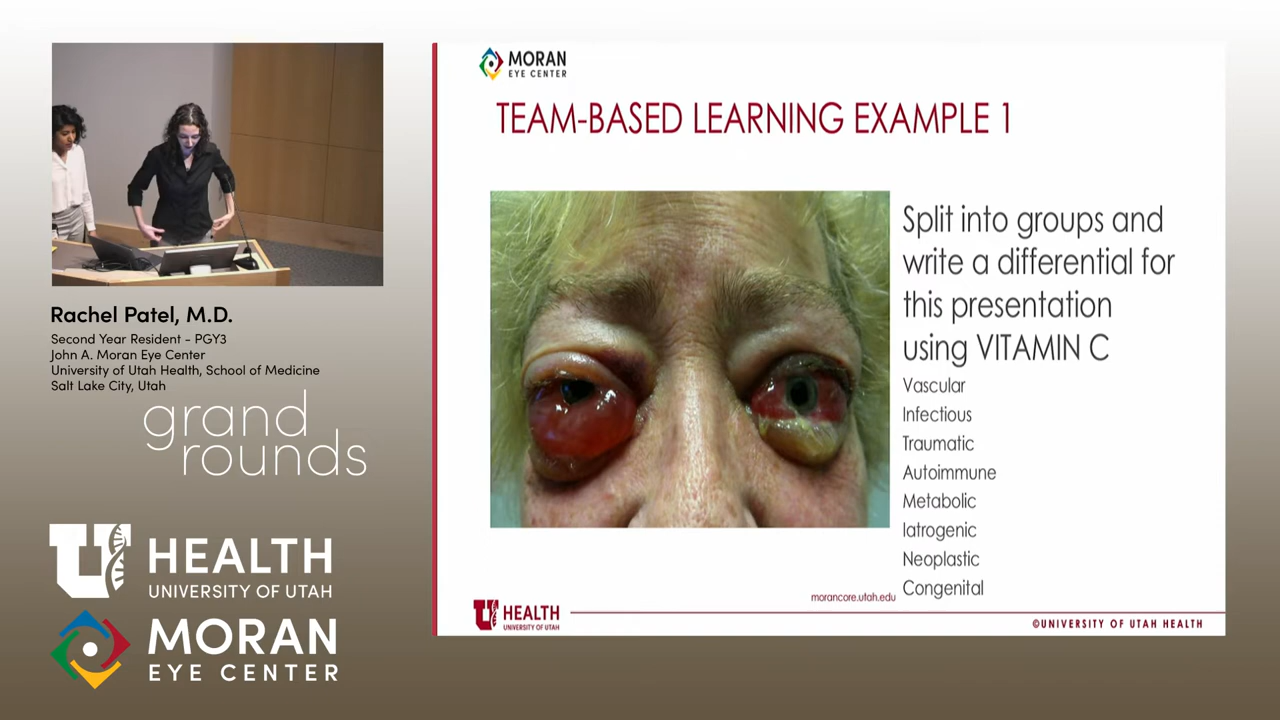 Rachel Patel, M.D.
Second Year Resident - PGY3
John A. Moran Eye Center
University of Utah Health, School of Medicine
Salt Lake City, Utah
grand
rounds
U
HEALTH
UNIVERSITY OF UTAH
MORAN
EYE CENTER
MORAN
EYE CENTER
TEAM-BASED LEARNING EXAMPLE 1
Split into groups and
write a differential for
this presentation
using VITAMIN C
Vascular
Infectious
Traumatic
Autoimmune
Metabolic
Iatrogenic
Neoplastic
Congenital
morancore.utah.edu
U
HEALTH
UNIVERSITY OF UTAH
©UNIVERSITY OF UTAH HEALTH